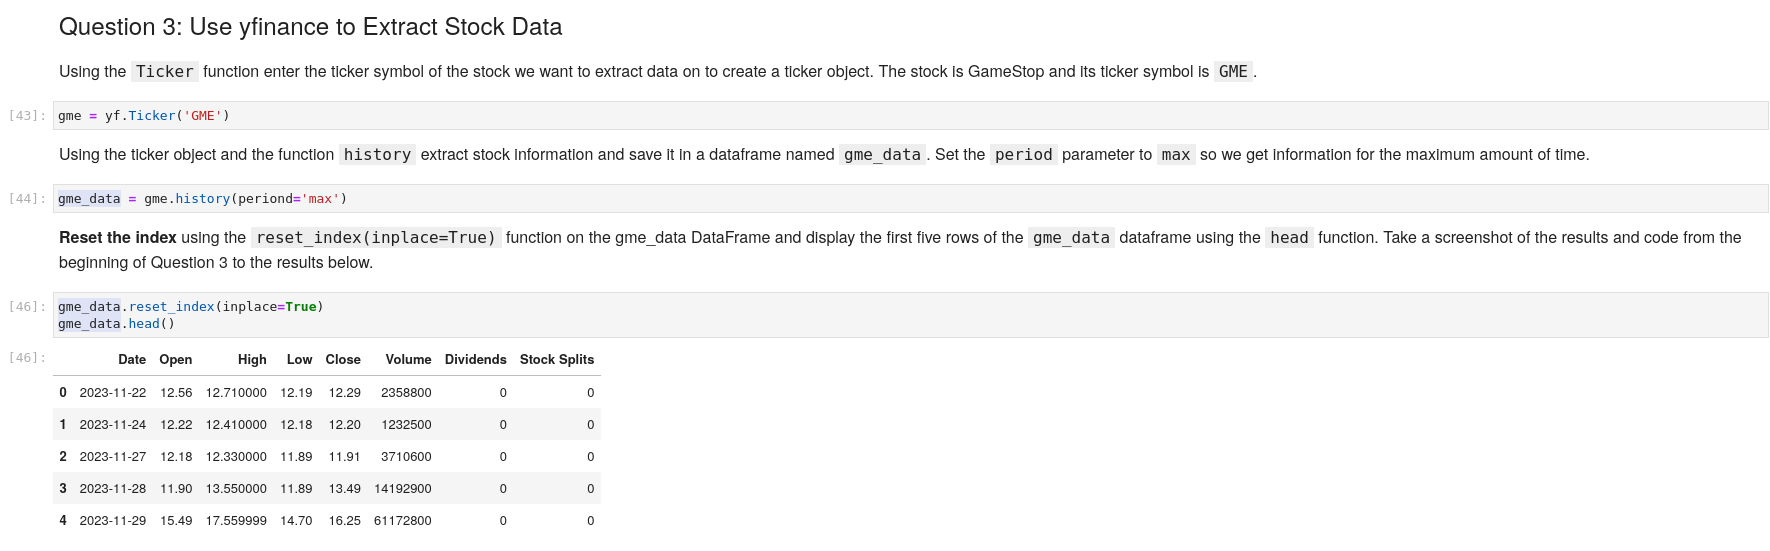 Question 3: Use yfinance to Extract Stock Data
Using the Ticker function enter the ticker symbol of the stock we want to extract data on to create a ticker object. The stock is GameStop and its ticker symbol is GME.
[43]: gme = yf.Ticker('GME')
Using the ticker object and the function history extract stock information and save it in a dataframe named gme_data. Set the period parameter to max so we get information for the maximum amount of time.
[44]: gme_data = gme.history(periond='max')
Reset the index using the reset_index(inplace=True) function on the gme_data DataFrame and display the first five rows of the gme_data dataframe using the head function. Take a screenshot of the results and code from the
beginning of Question 3 to the results below.
[46]: gme_data.reset_index(inplace=True)
gme_data.head()
[46]: Date Open High Low Close Volume Dividends Stock Splits
0 2023-11-22 12.56 12.710000 12.19 12.29 2358800 0 0
1 2023-11-24 12.22 12.410000 12.18 12.20 1232500 0 0
2 2023-11-27 12.18 12.330000 11.89 11.91 3710600 0 0
3 2023-11-28 11.90 13.550000 11.89 13.49 14192900 0 0
4 2023-11-29 15.49 17.559999 14.70 16.25 61172800 0 0